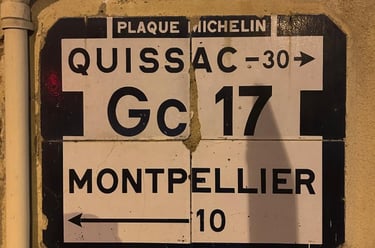 PLAQUE MICHELIN
QUISSAC -30→
Gc 17
MONTPELLIER
← 10